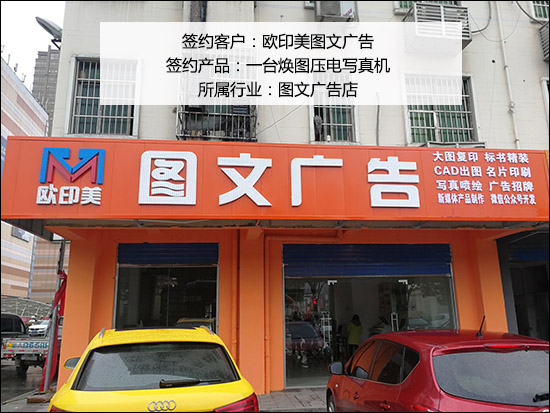 签约客户：欧印美图文广告
签约产品：一台焕图压电写真机
所属行业：图文广告店
欧印美
图文广告
大图复印 标书精装
CAD出图 名片印刷
写真喷绘 广告招牌
新媒体产品制作 微信公众号开发